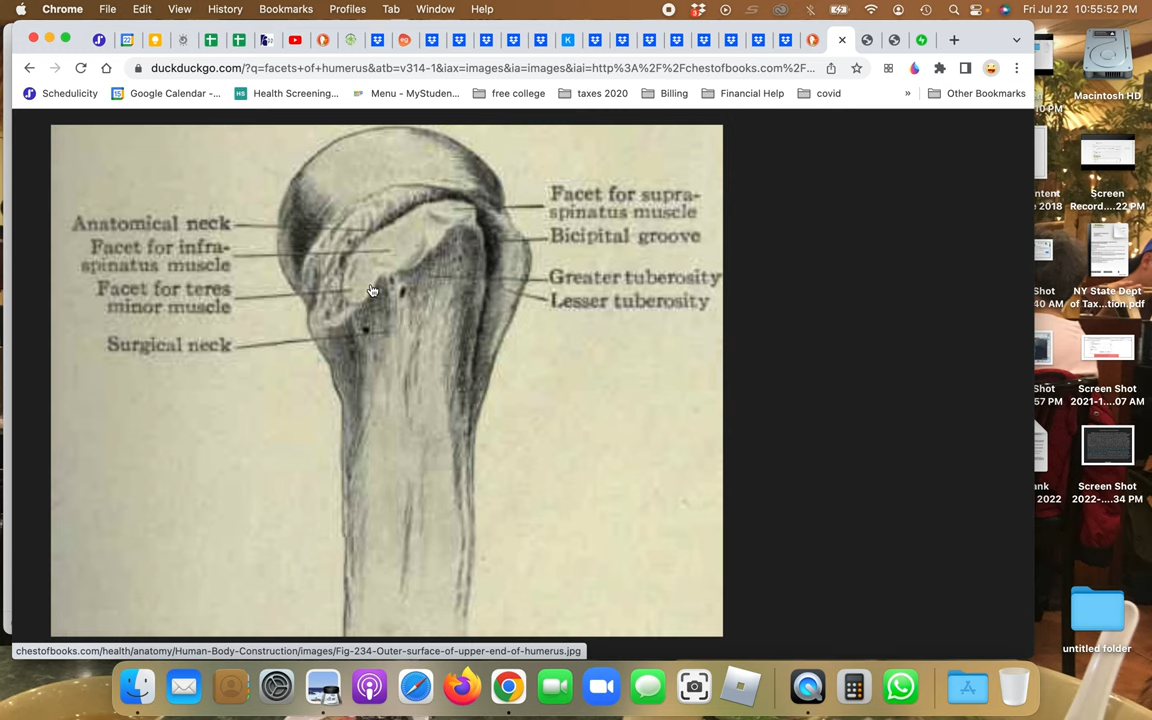 Chrome File Edit View History Bookmarks Profiles Tab Window Help Fri Jul 22 10:55:52 PM
duckduckgo.com/?q=facets+of+humerus&atb=v314-1&iax=images&ia=images&iai=http%3A%2F%2Fchestofbooks.com%2F...
Schedulicity Google Calendar -... Health Screening... Menu - MyStuden... free college taxes 2020 Billing Financial Help covid » Other Bookmarks
Anatomical neck
Facet for infra-
spinatus muscle
Facet for teres
minor muscle
Surgical neck
Facet for supra-
spinatus muscle
Bicipital groove
Greater tuberosity
Lesser tuberosity
chestofbooks.com/health/anatomy/Human-Body-Construction/images/Fig-234-Outer-surface-of-upper-end-of-humerus.jpg
Macintosh HD
Screen
Record....22 PM
2018
NY State Dept
of Tax...tion.pdf
Shot
Shot
57 PM
Screen Shot
2021-1....07 AM
2022
Screen Shot
2022-....34 PM
untitled folder